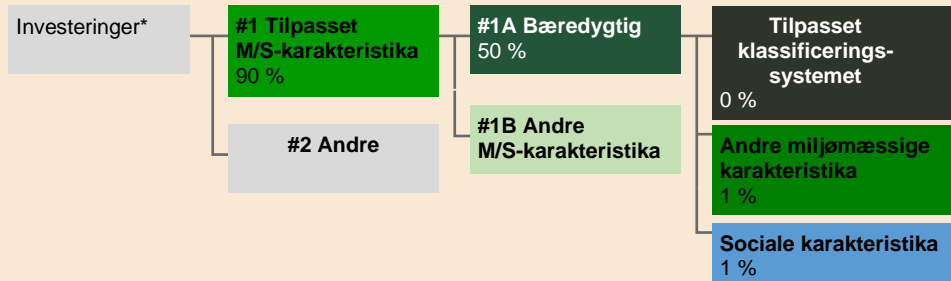 Investeringer*
#1 Tilpasset
M/S-karakteristika
90 %
#2 Andre
#1A Bæredygtig
50 %
#1B Andre
M/S-karakteristika
Tilpasset
klassificerings-
systemet
0 %
Andre miljømæssige
karakteristika
1 %
Sociale karakteristika
1 %